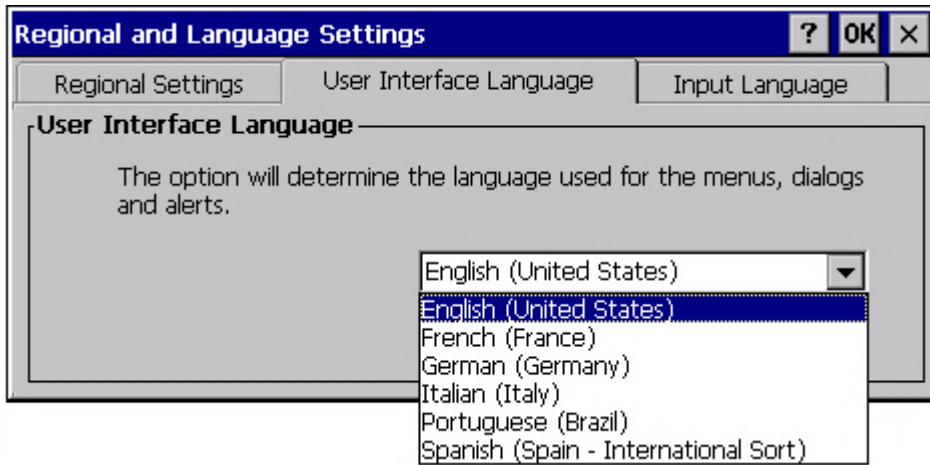 Regional and Language Settings ? OK ×
Regional Settings User Interface Language Input Language
User Interface Language
The option will determine the language used for the menus, dialogs
and alerts.
English (United States)
English (United States)
French (France)
German (Germany)
Italian (Italy)
Portuguese (Brazil)
Spanish (Spain - International Sort)